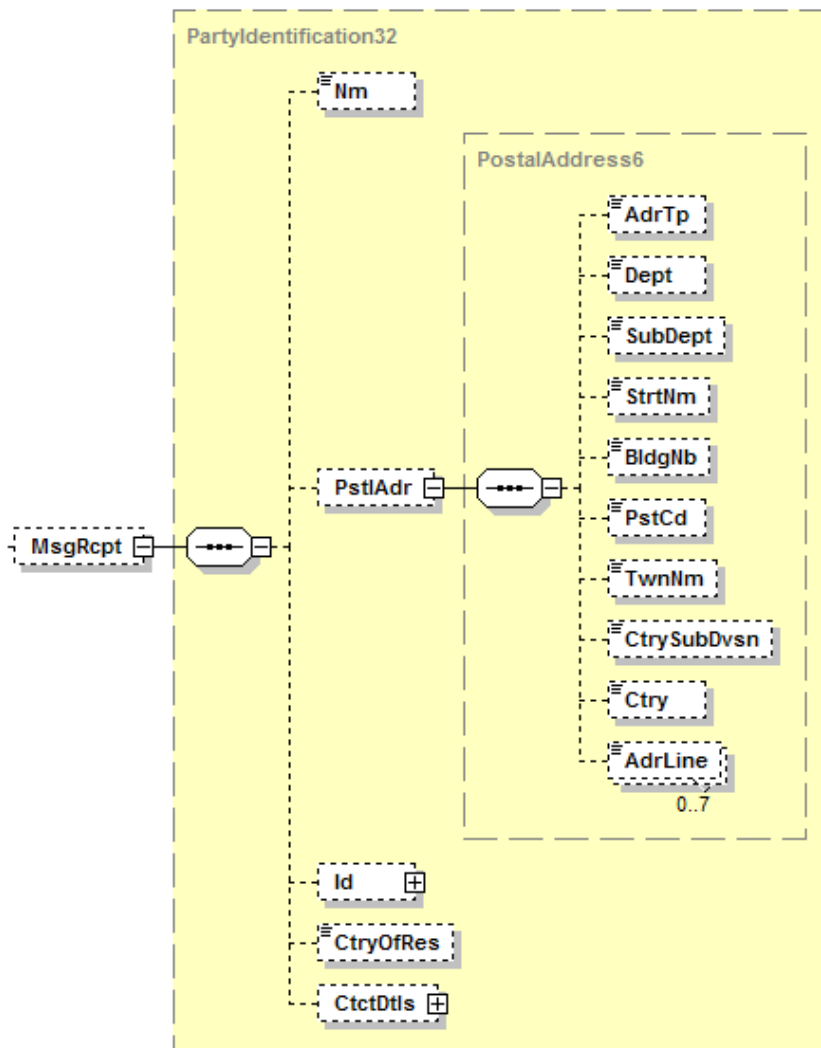 PartyIdentification32
Nm
PostalAddress6
AdrTp
Dept
SubDept
StrtNm
BldgNb
PstlAdr
PstCd
MsgRcpt
TwnNm
CtrySubDvsn
Ctry
AdrLine
0..7
Id
CtryOfRes
CtctDtls